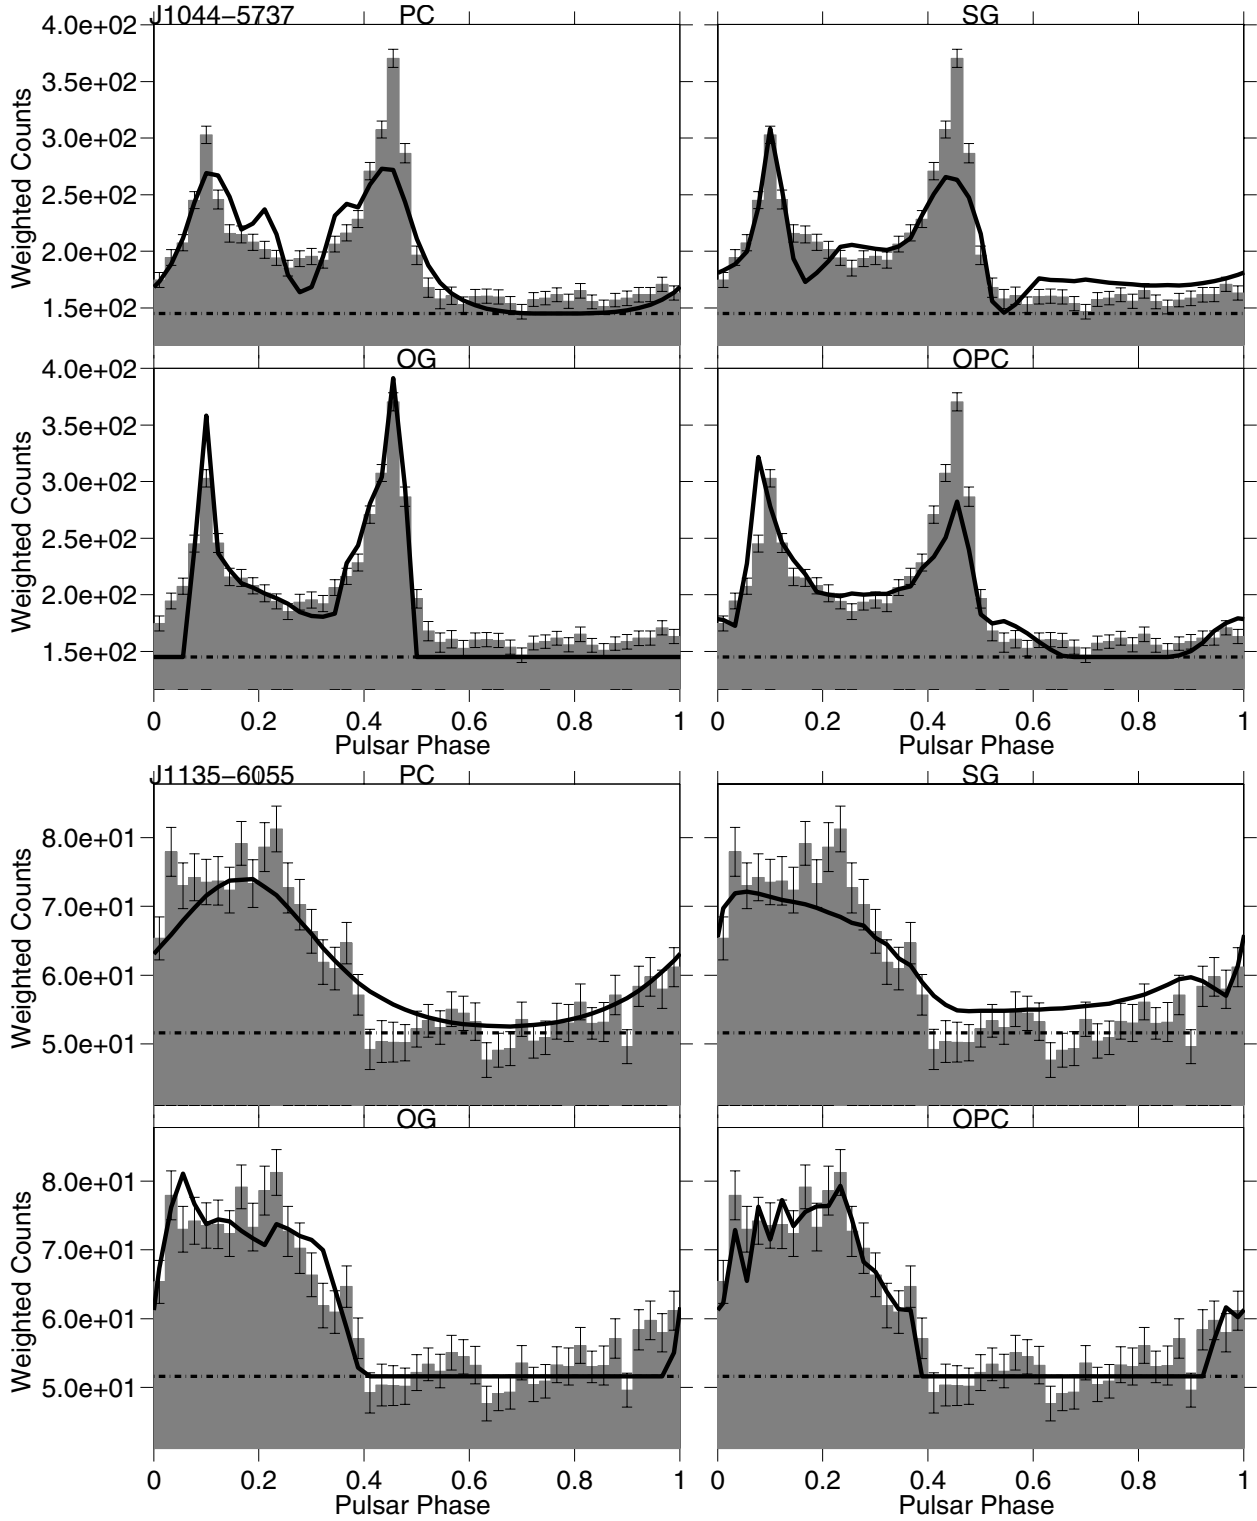 J1044−5737 PC SG
4.0e+02
3.5e+02
3.0e+02
2.5e+02
2.0e+02
1.5e+02
Weighted Counts
OG OPC
4.0e+02
3.5e+02
3.0e+02
2.5e+02
2.0e+02
1.5e+02
Weighted Counts
0 0.2 0.4 0.6 0.8 1 0 0.2 0.4 0.6 0.8 1
Pulsar Phase Pulsar Phase
J1135−6055 PC SG
8.0e+01
7.0e+01
6.0e+01
5.0e+01
Weighted Counts
OG OPC
8.0e+01
7.0e+01
6.0e+01
5.0e+01
Weighted Counts
0 0.2 0.4 0.6 0.8 1 0 0.2 0.4 0.6 0.8 1
Pulsar Phase Pulsar Phase